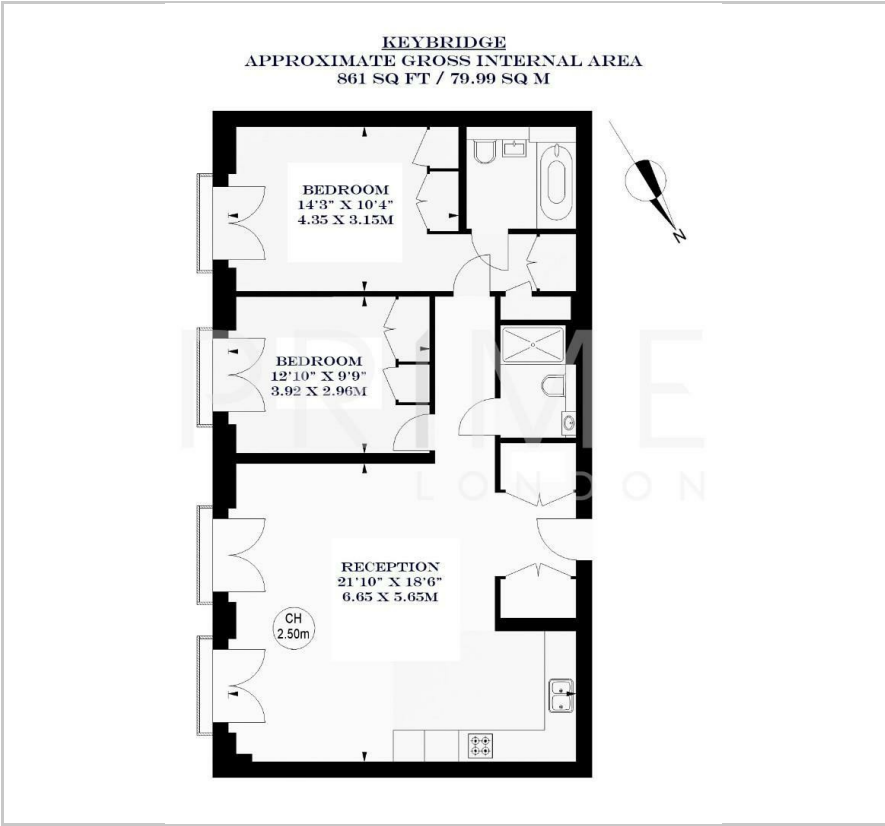 KEYBRIDGE
APPROXIMATE GROSS INTERNAL AREA
861 SQ FT / 79.99 SQ M
BEDROOM
14'3" X 10'4"
4.35 X 3.15M
N
BEDROOM
12'10" X 9'9"
3.92 X 2.96M
PRIME
LONDON
RECEPTION
21'10" X 18'6"
6.65 X 5.65M
CH
2.50m